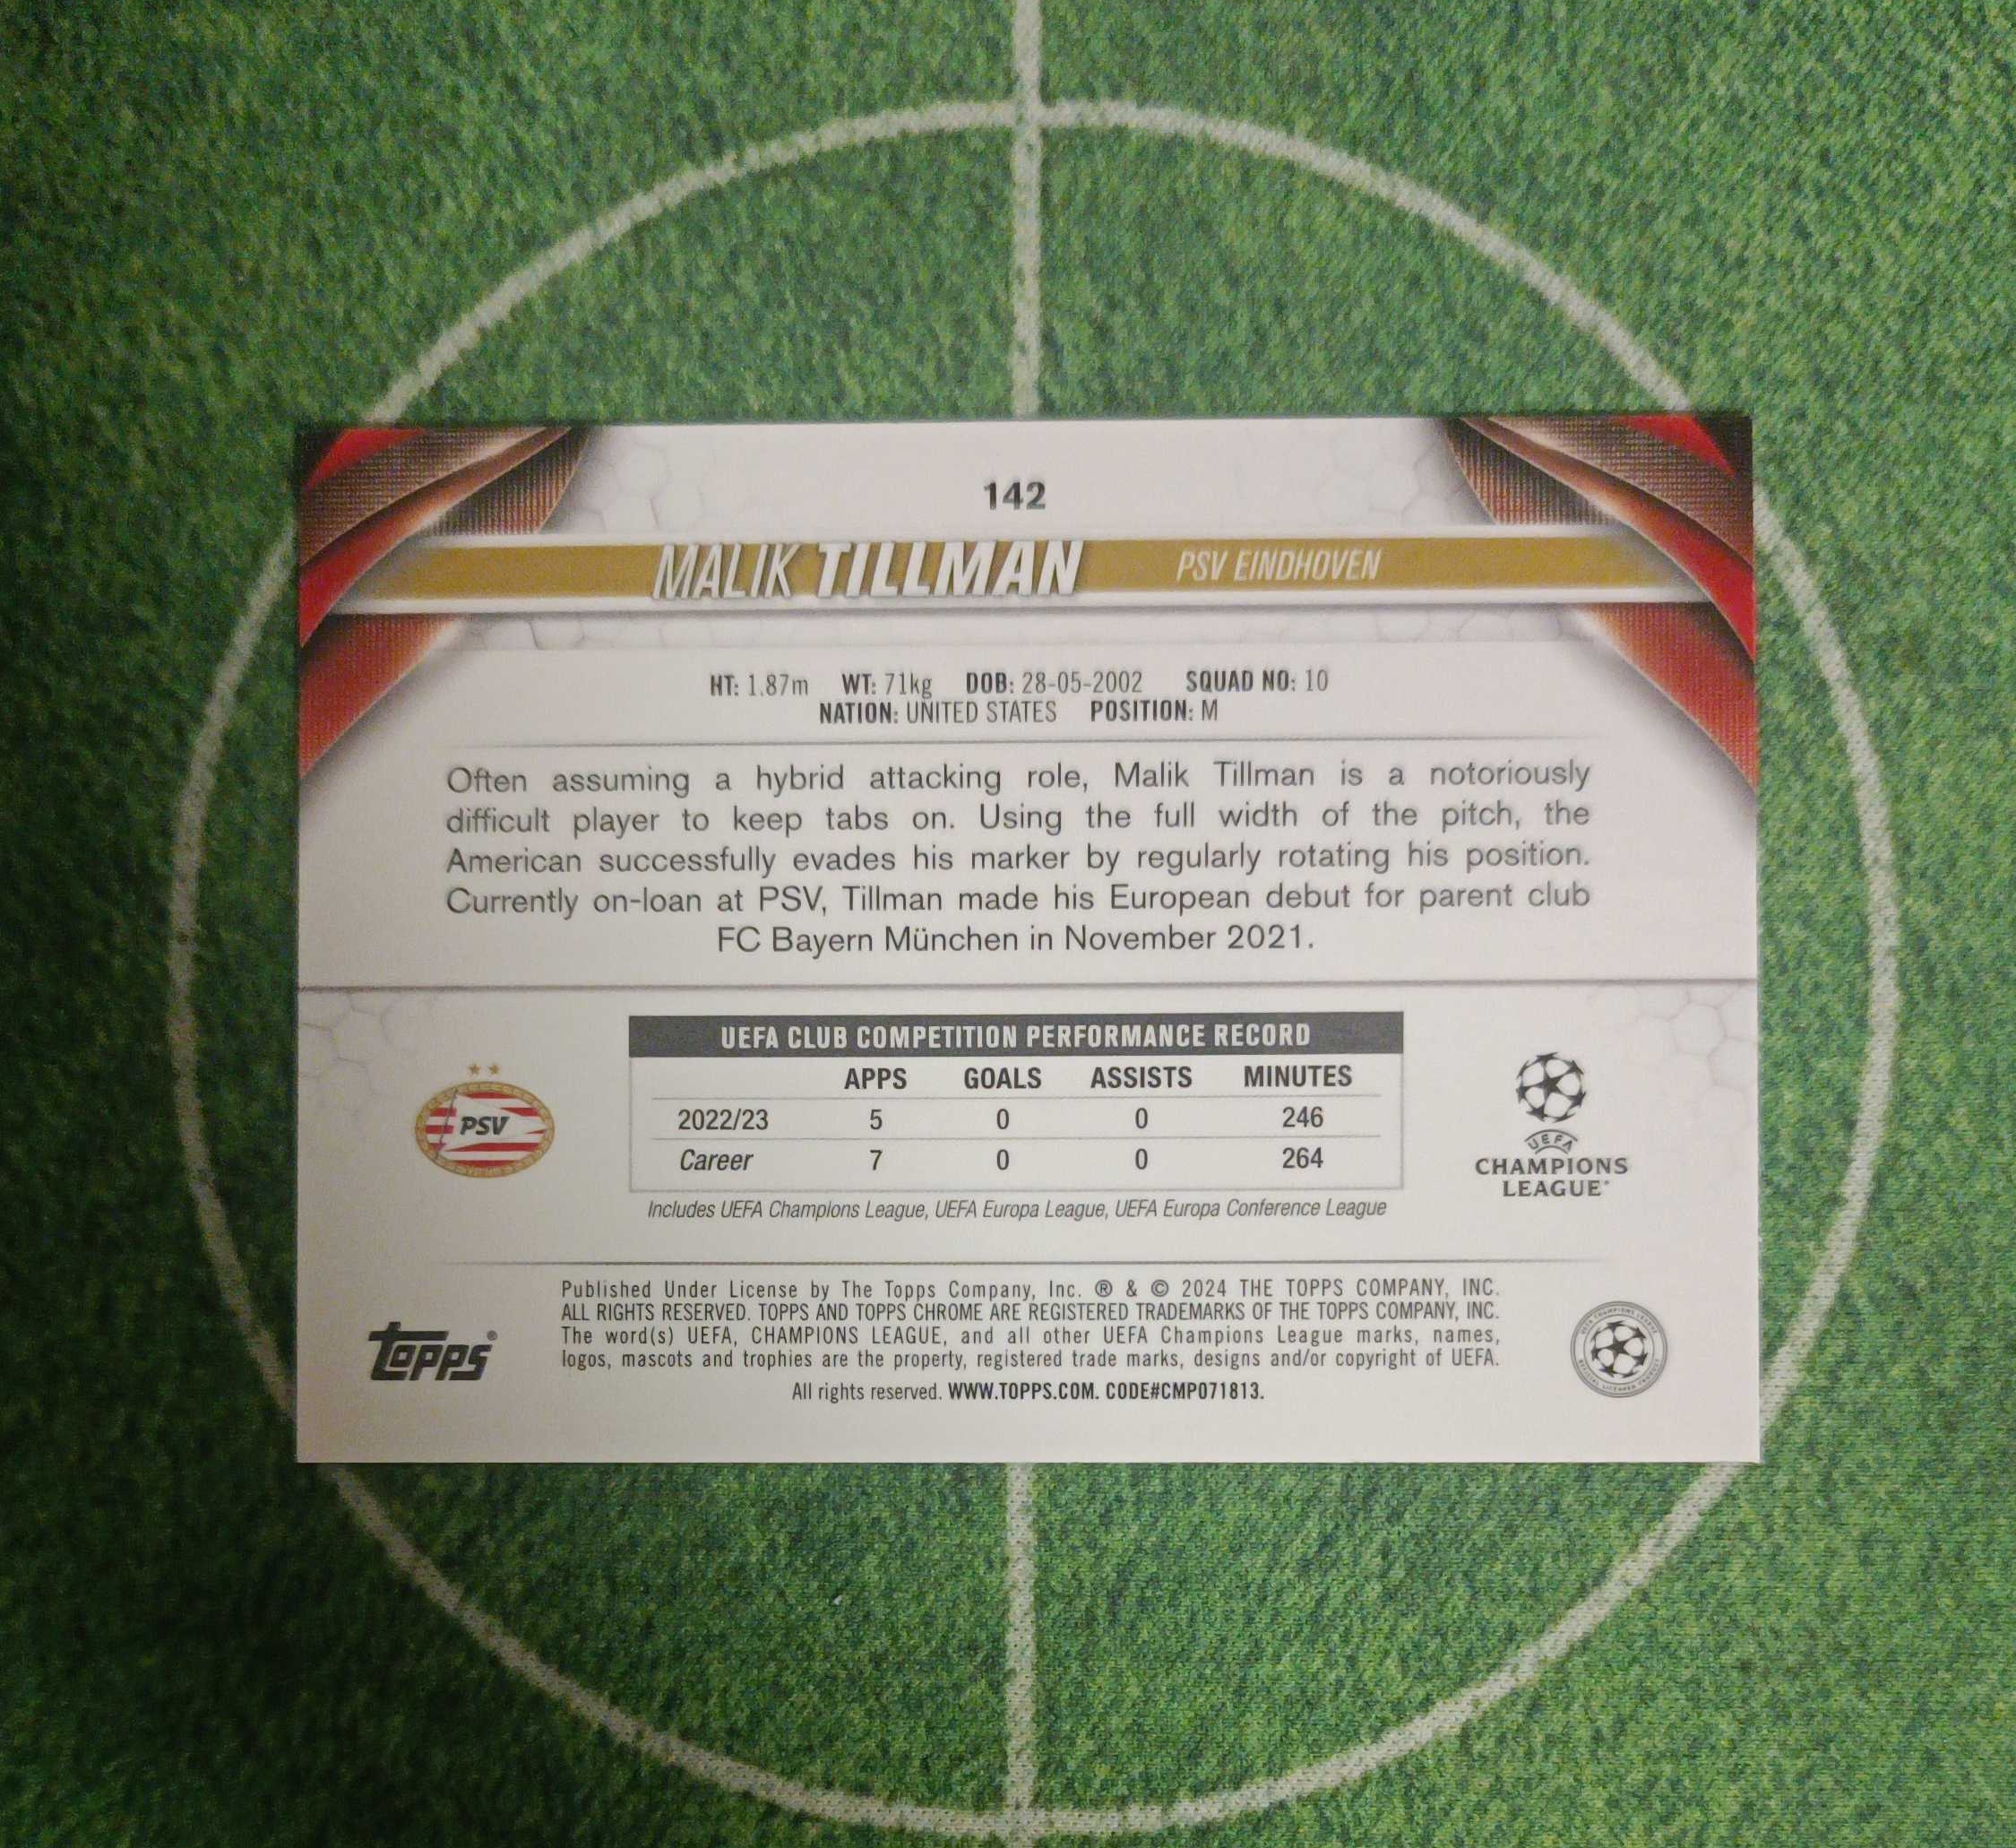 142
MALIK TILLMAN PSV EINDHOVEN
HT: 1.87m WT: 71kg DOB: 28-05-2002 SQUAD NO: 10
NATION: UNITED STATES POSITION: M
Often assuming a hybrid attacking role, Malik Tillman is a notoriously
difficult player to keep tabs on. Using the full width of the pitch, the
American successfully evades his marker by regularly rotating his position.
Currently on-loan at PSV, Tillman made his European debut for parent club
FC Bayern München in November 2021.
UEFA CLUB COMPETITION PERFORMANCE RECORD
APPS GOALS ASSISTS MINUTES
2022/23 5 0 0 246
Career 7 0 0 264
Includes UEFA Champions League, UEFA Europa League, UEFA Europa Conference League
PSV
UEFA
CHAMPIONS
LEAGUE®
Published Under License by The Topps Company, Inc. ® & © 2024 THE TOPPS COMPANY, INC.
ALL RIGHTS RESERVED. TOPPS AND TOPPS CHROME ARE REGISTERED TRADEMARKS OF THE TOPPS COMPANY, INC.
The word(s) UEFA, CHAMPIONS LEAGUE, and all other UEFA Champions League marks, names,
logos, mascots and trophies are the property, registered trade marks, designs and/or copyright of UEFA.
All rights reserved. WWW.TOPPS.COM. CODE#CMP071813.
Topps®